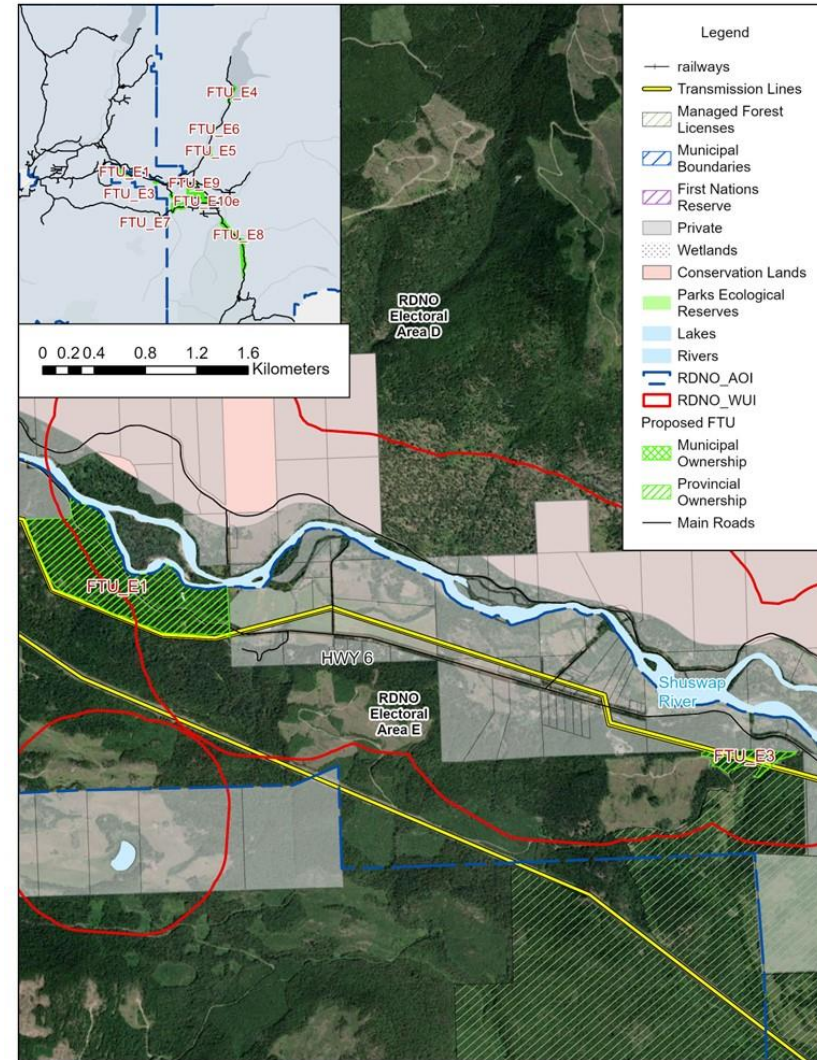 FTU_E4
FTU_E6
FTU_E5
FTU_E1
FTU_E9
FTU_E3
FTU_E10e
FTU_E7
FTU_E8
0 0.2 0.4 0.8 1.2 1.6
Kilometers
Legend
railways
Transmission Lines
Managed Forest
Licenses
Municipal
Boundaries
First Nations
Reserve
Private
Wetlands
Conservation Lands
Parks Ecological
Reserves
Lakes
Rivers
RDNO_AOI
RDNO_WUI
Proposed FTU
Municipal
Ownership
Provincial
Ownership
Main Roads
RDNO
Electoral
Area D
FTU_E1
HWY 6
RDNO
Electoral
Area E
Shuswap
River
FTU_E3